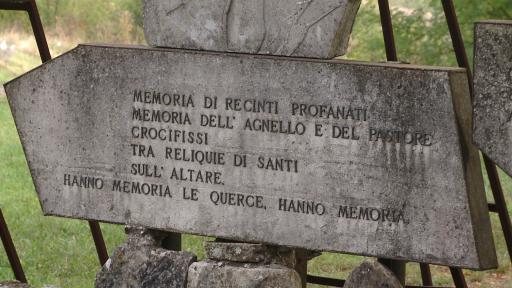 MEMORIA DI RECINTI PROFANATI
MEMORIA DELL' AGNELLO E DEL PASTORE
CROCIFISSI
TRA RELIQUIE DI SANTI
SULL' ALTARE.
HANNO MEMORIA LE QUERCE, HANNO MEMORIA.